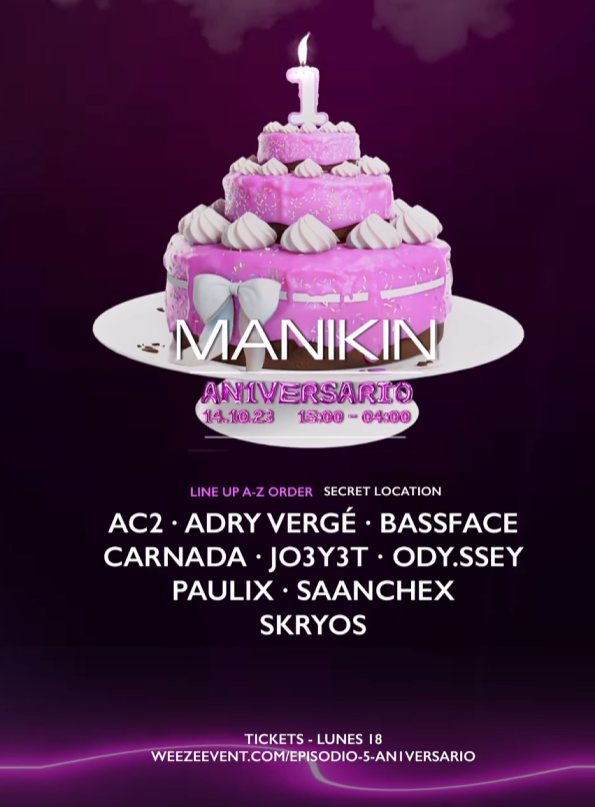 1
MANIKIN
AN1VERSARIO
14.10.23 15:00 - 04:00
LINE UP A-Z ORDER SECRET LOCATION
AC2 · ADRY VERGÉ · BASSFACE
CARNADA · JO3Y3T · ODY.SSEY
PAULIX · SAANCHEX
SKRYOS
TICKETS - LUNES 18
WEEZEEVENT.COM/EPISODIO-5-AN1VERSARIO